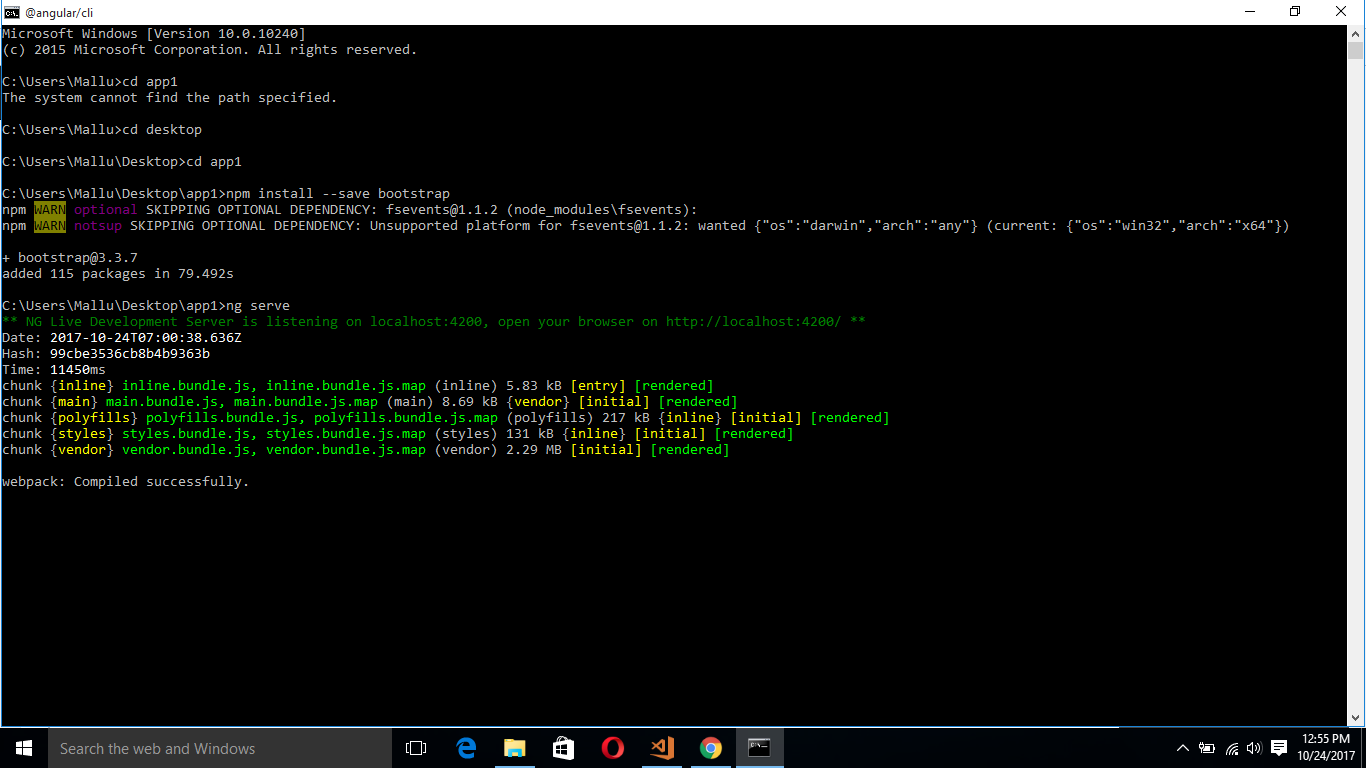 @angular/cli
Microsoft Windows [Version 10.0.10240]
(c) 2015 Microsoft Corporation. All rights reserved.
C:\Users\Mallu>cd app1
The system cannot find the path specified.
C:\Users\Mallu>cd desktop
C:\Users\Mallu\Desktop>cd app1
C:\Users\Mallu\Desktop\app1>npm install --save bootstrap
npm WARN optional SKIPPING OPTIONAL DEPENDENCY: fsevents@1.1.2 (node_modules\fsevents):
npm WARN notsup SKIPPING OPTIONAL DEPENDENCY: Unsupported platform for fsevents@1.1.2: wanted {"os":"darwin","arch":"any"} (current: {"os":"win32","arch":"x64"})
+ bootstrap@3.3.7
added 115 packages in 79.492s
C:\Users\Mallu\Desktop\app1>ng serve
** NG Live Development Server is listening on localhost:4200, open your browser on http://localhost:4200/ **
Date: 2017-10-24T07:00:38.636Z
Hash: 99cbe3536cb8b4b9363b
Time: 11450ms
chunk {inline} inline.bundle.js, inline.bundle.js.map (inline) 5.83 kB [entry] [rendered]
chunk {main} main.bundle.js, main.bundle.js.map (main) 8.69 kB {vendor} [initial] [rendered]
chunk {polyfills} polyfills.bundle.js, polyfills.bundle.js.map (polyfills) 217 kB {inline} [initial] [rendered]
chunk {styles} styles.bundle.js, styles.bundle.js.map (styles) 131 kB {inline} [initial] [rendered]
chunk {vendor} vendor.bundle.js, vendor.bundle.js.map (vendor) 2.29 MB [initial] [rendered]
webpack: Compiled successfully.
Search the web and Windows
12:55 PM
10/24/2017